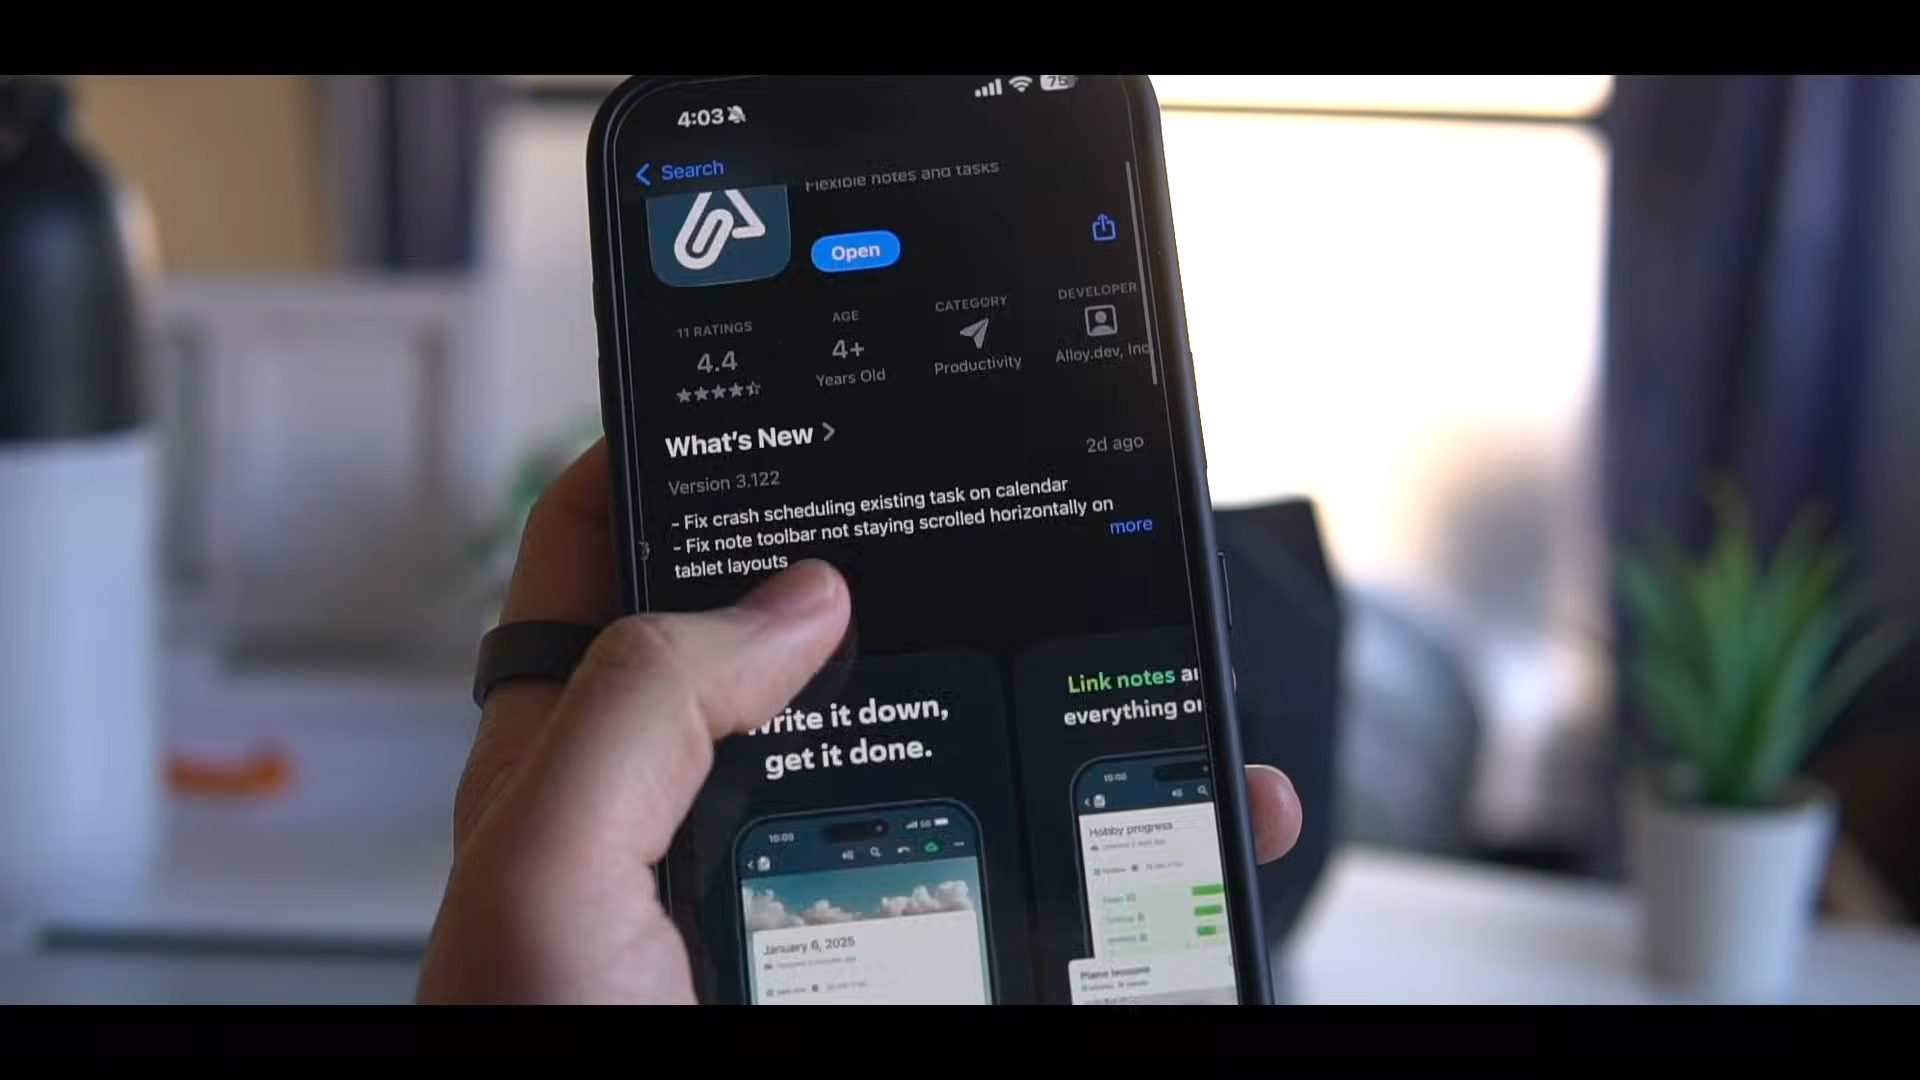 4:03
75
Search
Flexible notes and tasks
Open
11 RATINGS
4.4
AGE
4+
Years Old
CATEGORY
Productivity
DEVELOPER
Alloy.dev, Inc
What's New
2d ago
Version 3.122
- Fix crash scheduling existing task on calendar
- Fix note toolbar not staying scrolled horizontally on
tablet layouts
more
Write it down,
get it done.
Link notes
everything
10:09
January 6, 2025
Hobby progress
Piano lessons